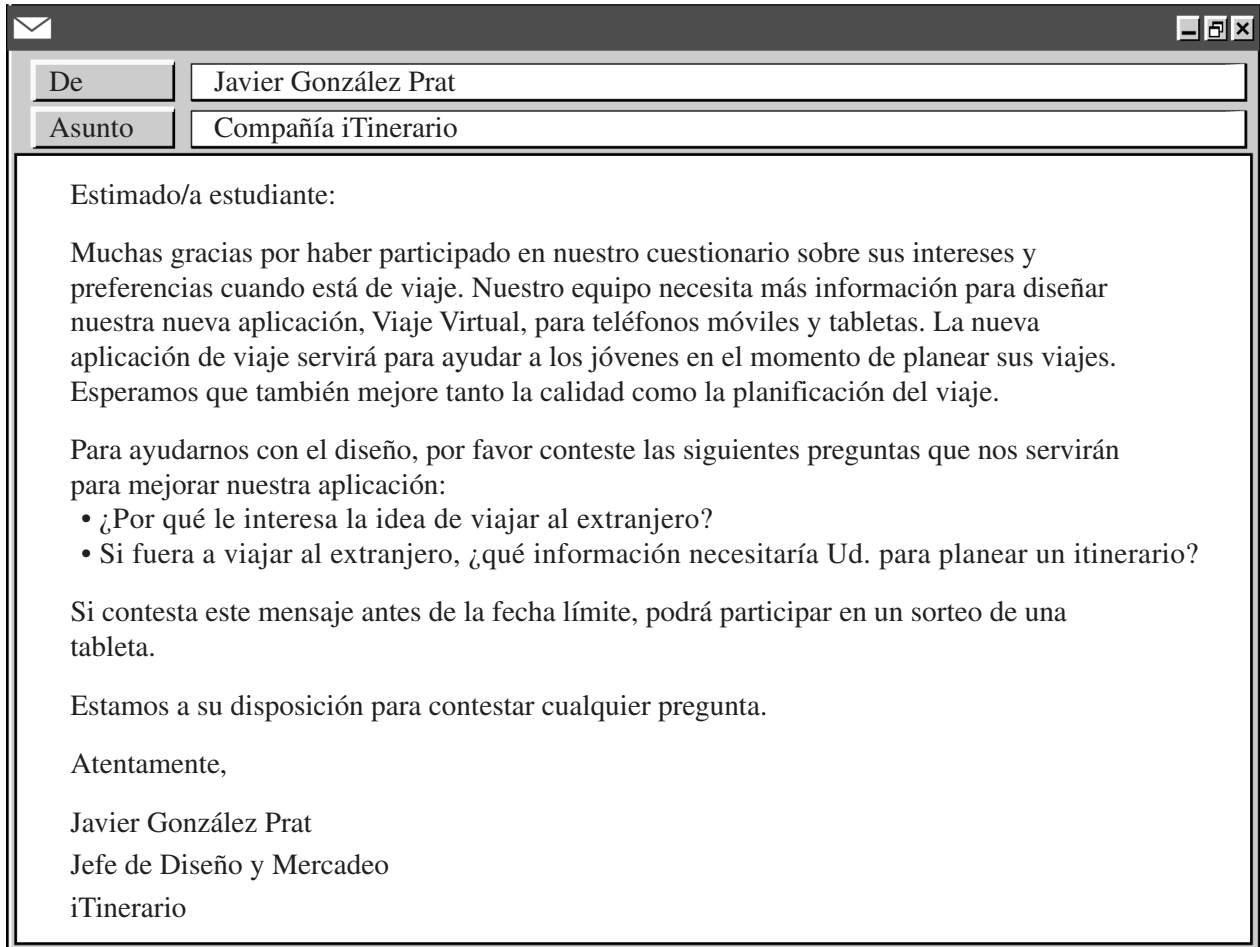 De
Javier González Prat
Asunto
Compañía iTinerario
Estimado/a estudiante:
Muchas gracias por haber participado en nuestro cuestionario sobre sus intereses y
preferencias cuando está de viaje. Nuestro equipo necesita más información para diseñar
nuestra nueva aplicación, Viaje Virtual, para teléfonos móviles y tabletas. La nueva
aplicación de viaje servirá para ayudar a los jóvenes en el momento de planear sus viajes.
Esperamos que también mejore tanto la calidad como la planificación del viaje.
Para ayudarnos con el diseño, por favor conteste las siguientes preguntas que nos servirán
para mejorar nuestra aplicación:
• ¿Por qué le interesa la idea de viajar al extranjero?
• Si fuera a viajar al extranjero, ¿qué información necesitaría Ud. para planear un itinerario?
Si contesta este mensaje antes de la fecha límite, podrá participar en un sorteo de una
tableta.
Estamos a su disposición para contestar cualquier pregunta.
Atentamente,
Javier González Prat
Jefe de Diseño y Mercadeo
iTinerario